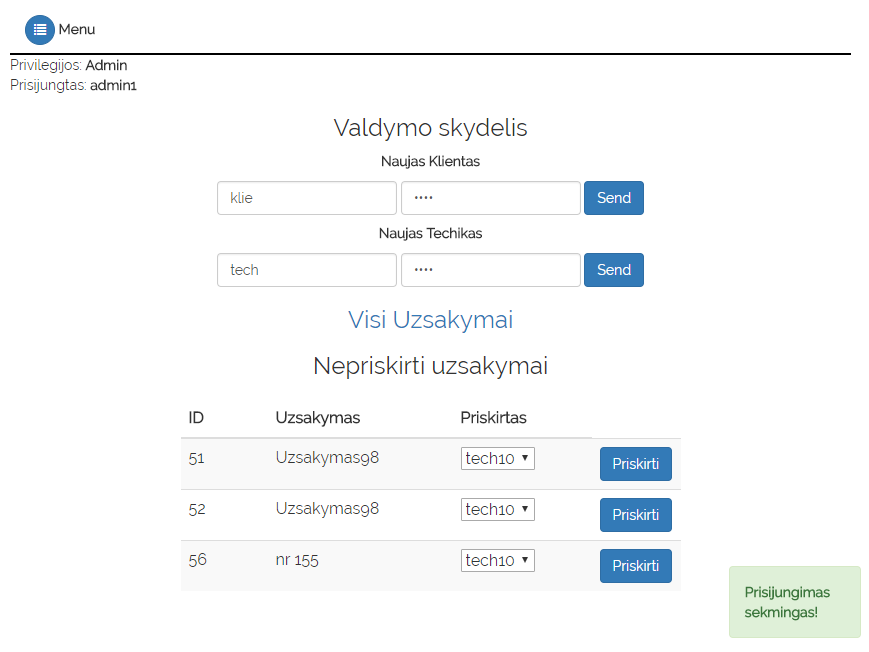 Menu
Privilegijos: Admin
Prisijungtas: admin1
Valdymo skydelis
Naujas Klientas
klie •••• Send
Naujas Techikas
tech •••• Send
Visi Uzsakymai
Nepriskirti uzsakymai
ID Uzsakymas Priskirtas
51 Uzsakymas98 tech10 Priskirti
52 Uzsakymas98 tech10 Priskirti
56 nr 155 tech10 Priskirti
Prisijungimas
sekmingas!